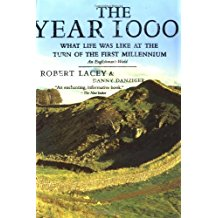 THE
YEAR 1000
WHAT LIFE WAS LIKE AT THE
TURN OF THE FIRST MILLENNIUM
An Englishman's World
ROBERT LACEY &
DANNY DANZIGER
"An enchanting, informative book."